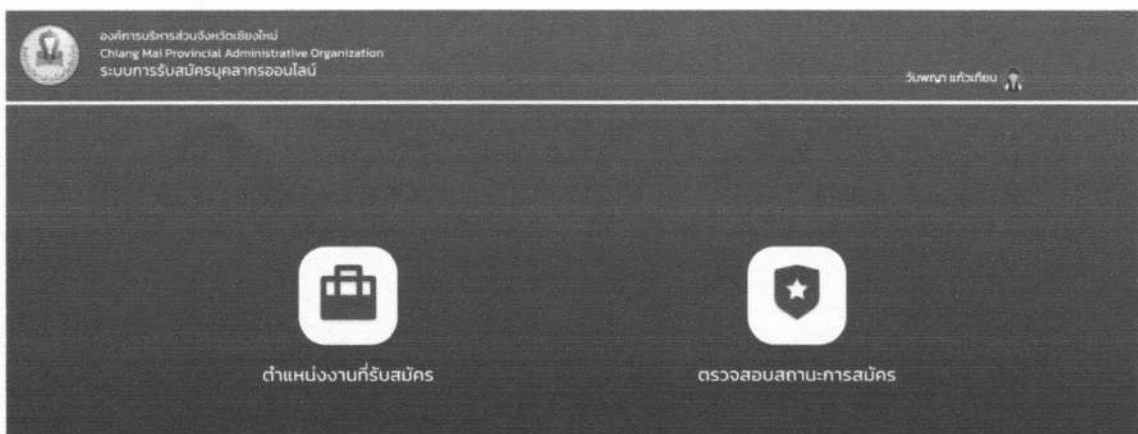 องค์การบริหารส่วนจังหวัดเชียงใหม่
Chiang Mai Provincial Administrative Organization
ระบบการรับสมัครบุคลากรออนไลน์
วันพญา แก้วเทียบ
ตำแหน่งงานที่รับสมัคร
ตรวจสอบสถานะการสมัคร